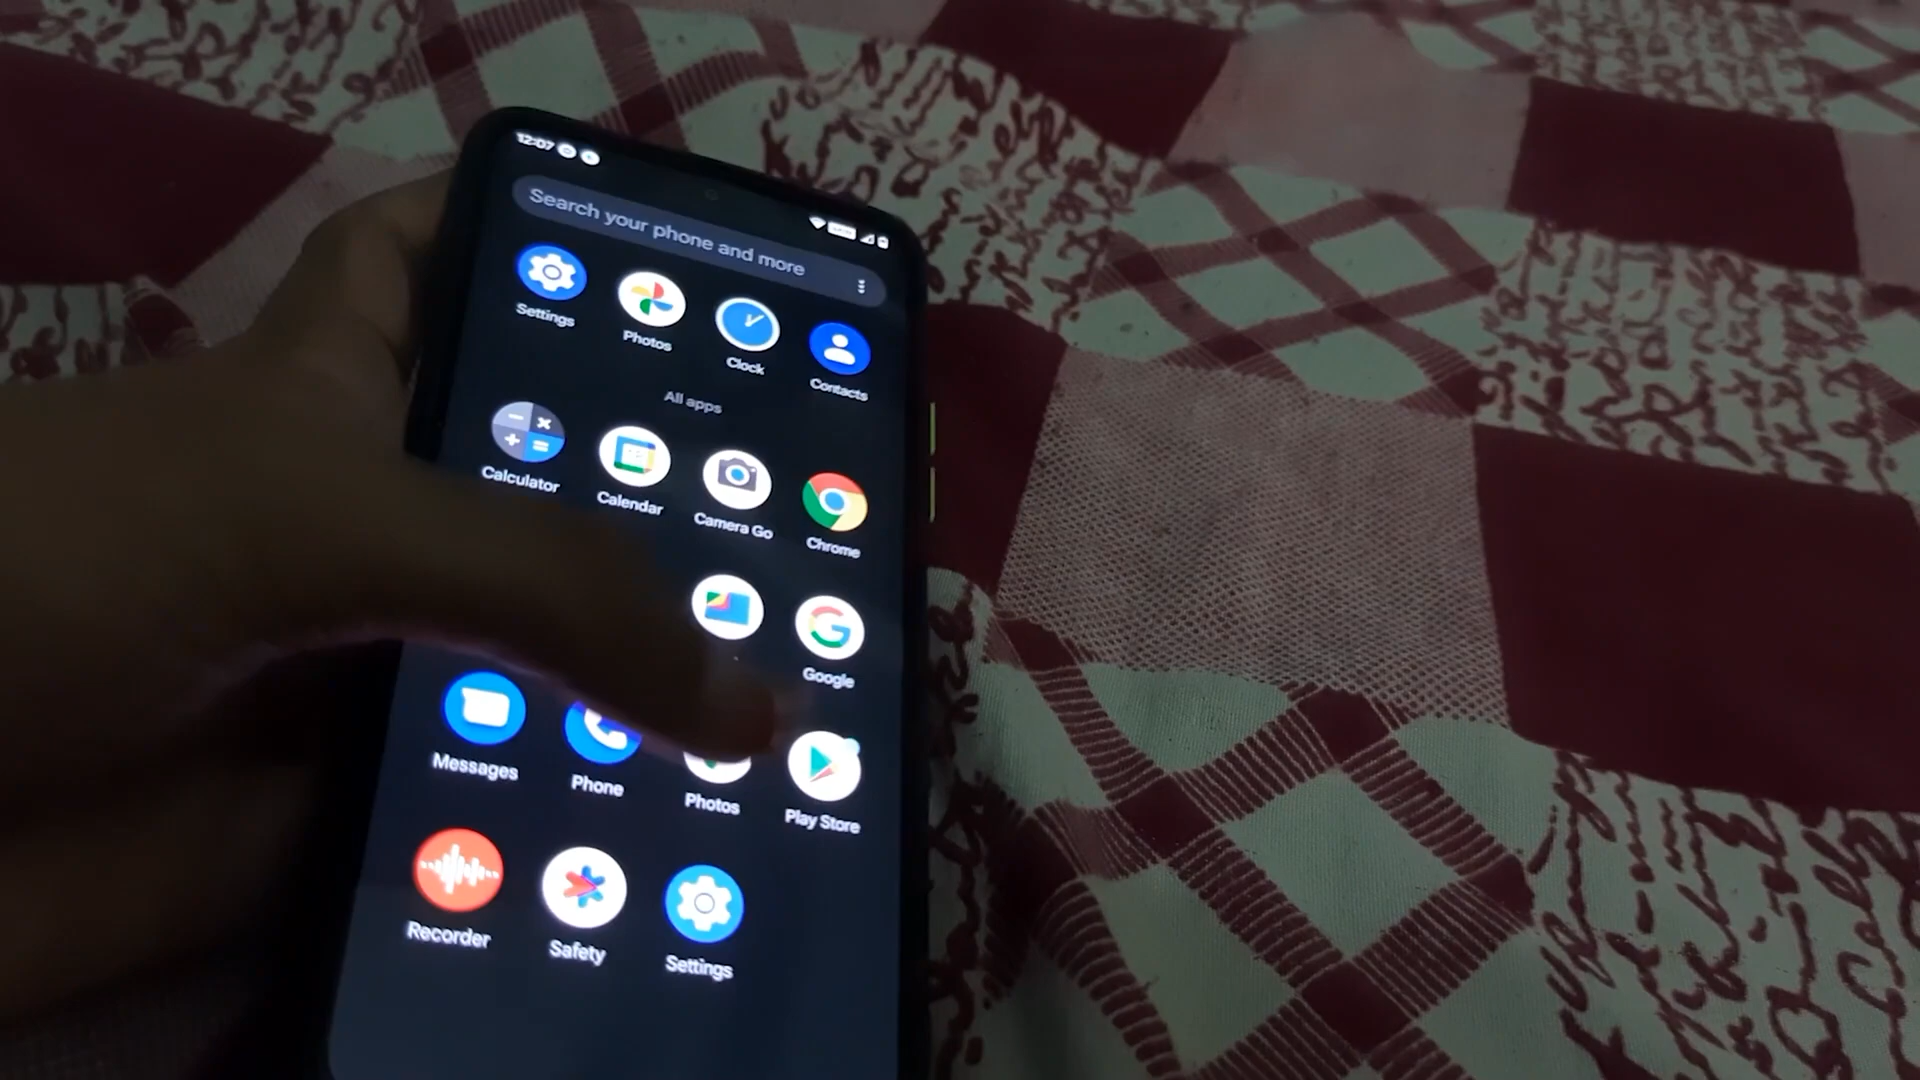 12:07
Search your phone and more
Settings
Photos
Clock
Contacts
All apps
Calculator
Calendar
Camera Go
Chrome
Google
Messages
Phone
Photos
Play Store
Recorder
Safety
Settings